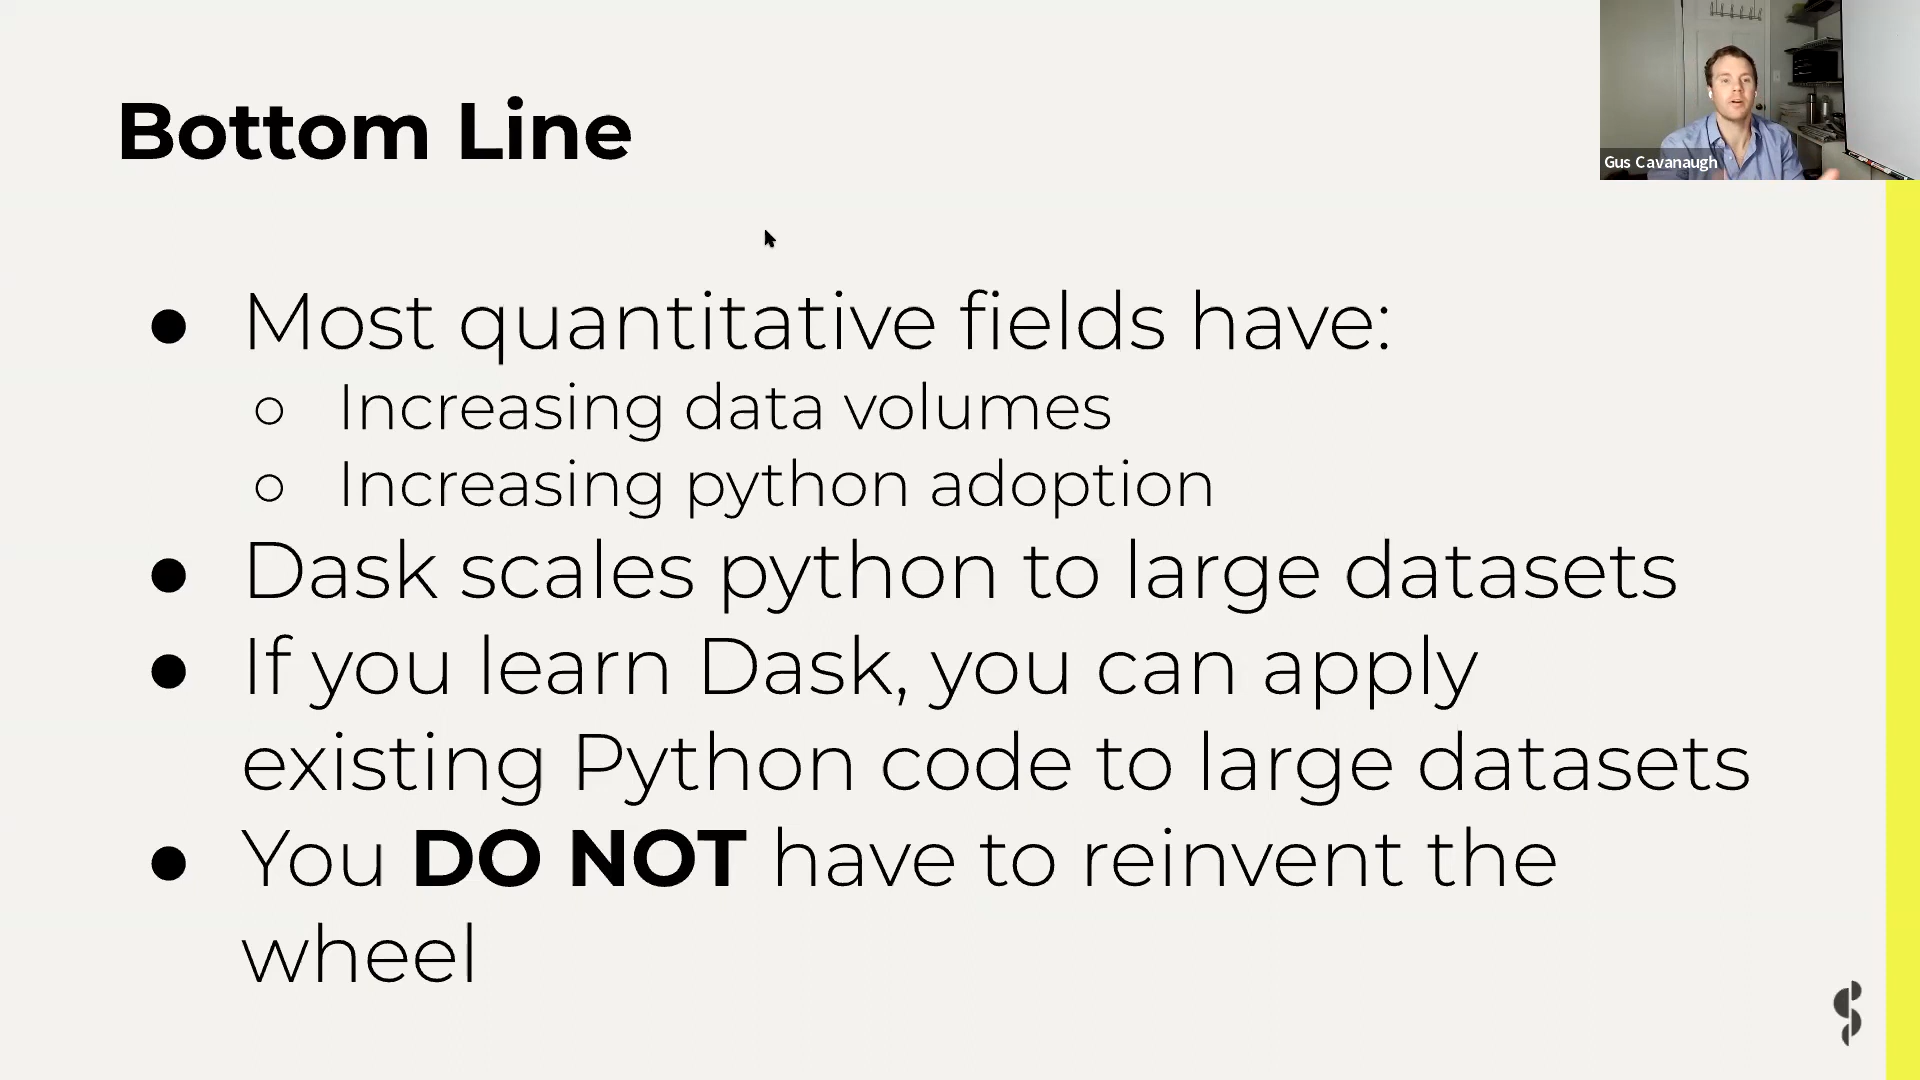 Bottom Line
Gus Cavanaugh
● Most quantitative fields have:
○ Increasing data volumes
○ Increasing python adoption
● Dask scales python to large datasets
● If you learn Dask, you can apply
existing Python code to large datasets
● You DO NOT have to reinvent the
wheel